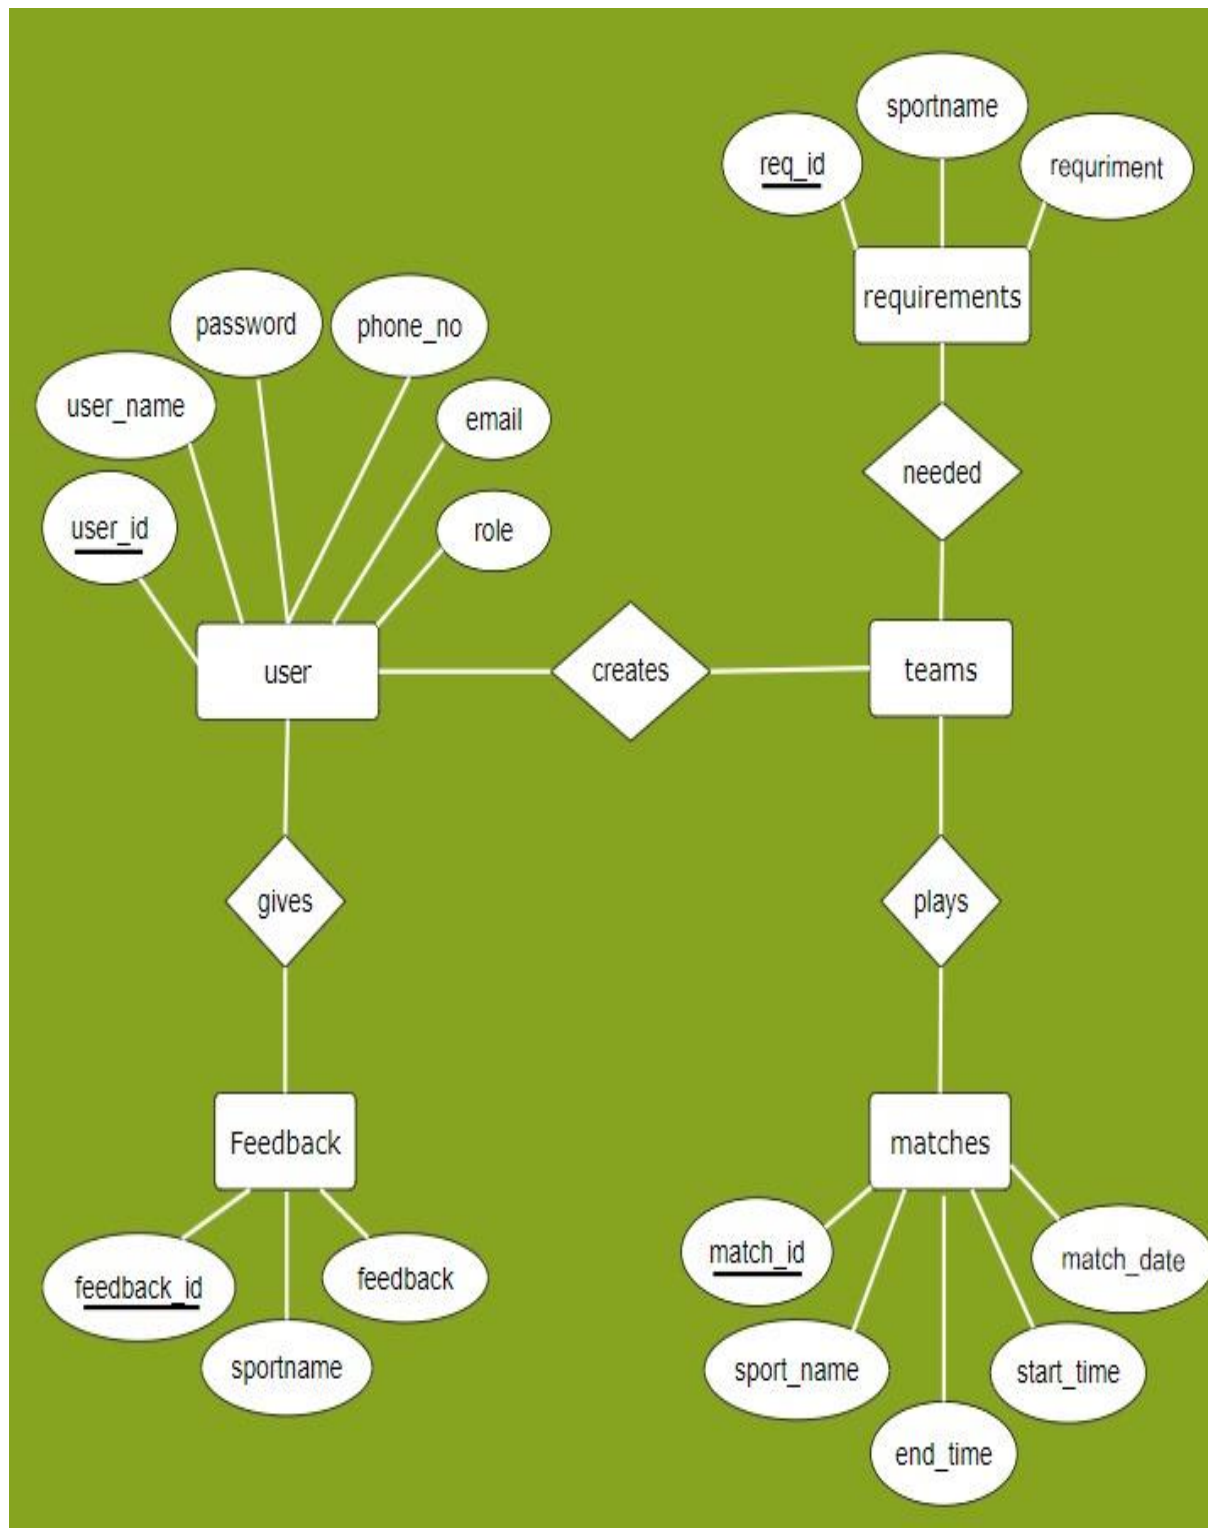 sportname
req_id
requriment
requirements
password
phone_no
user_name
email
needed
user_id
role
user
creates
teams
gives
plays
Feedback
matches
match_id
match_date
feedback_id
feedback
sportname
sport_name
start_time
end_time